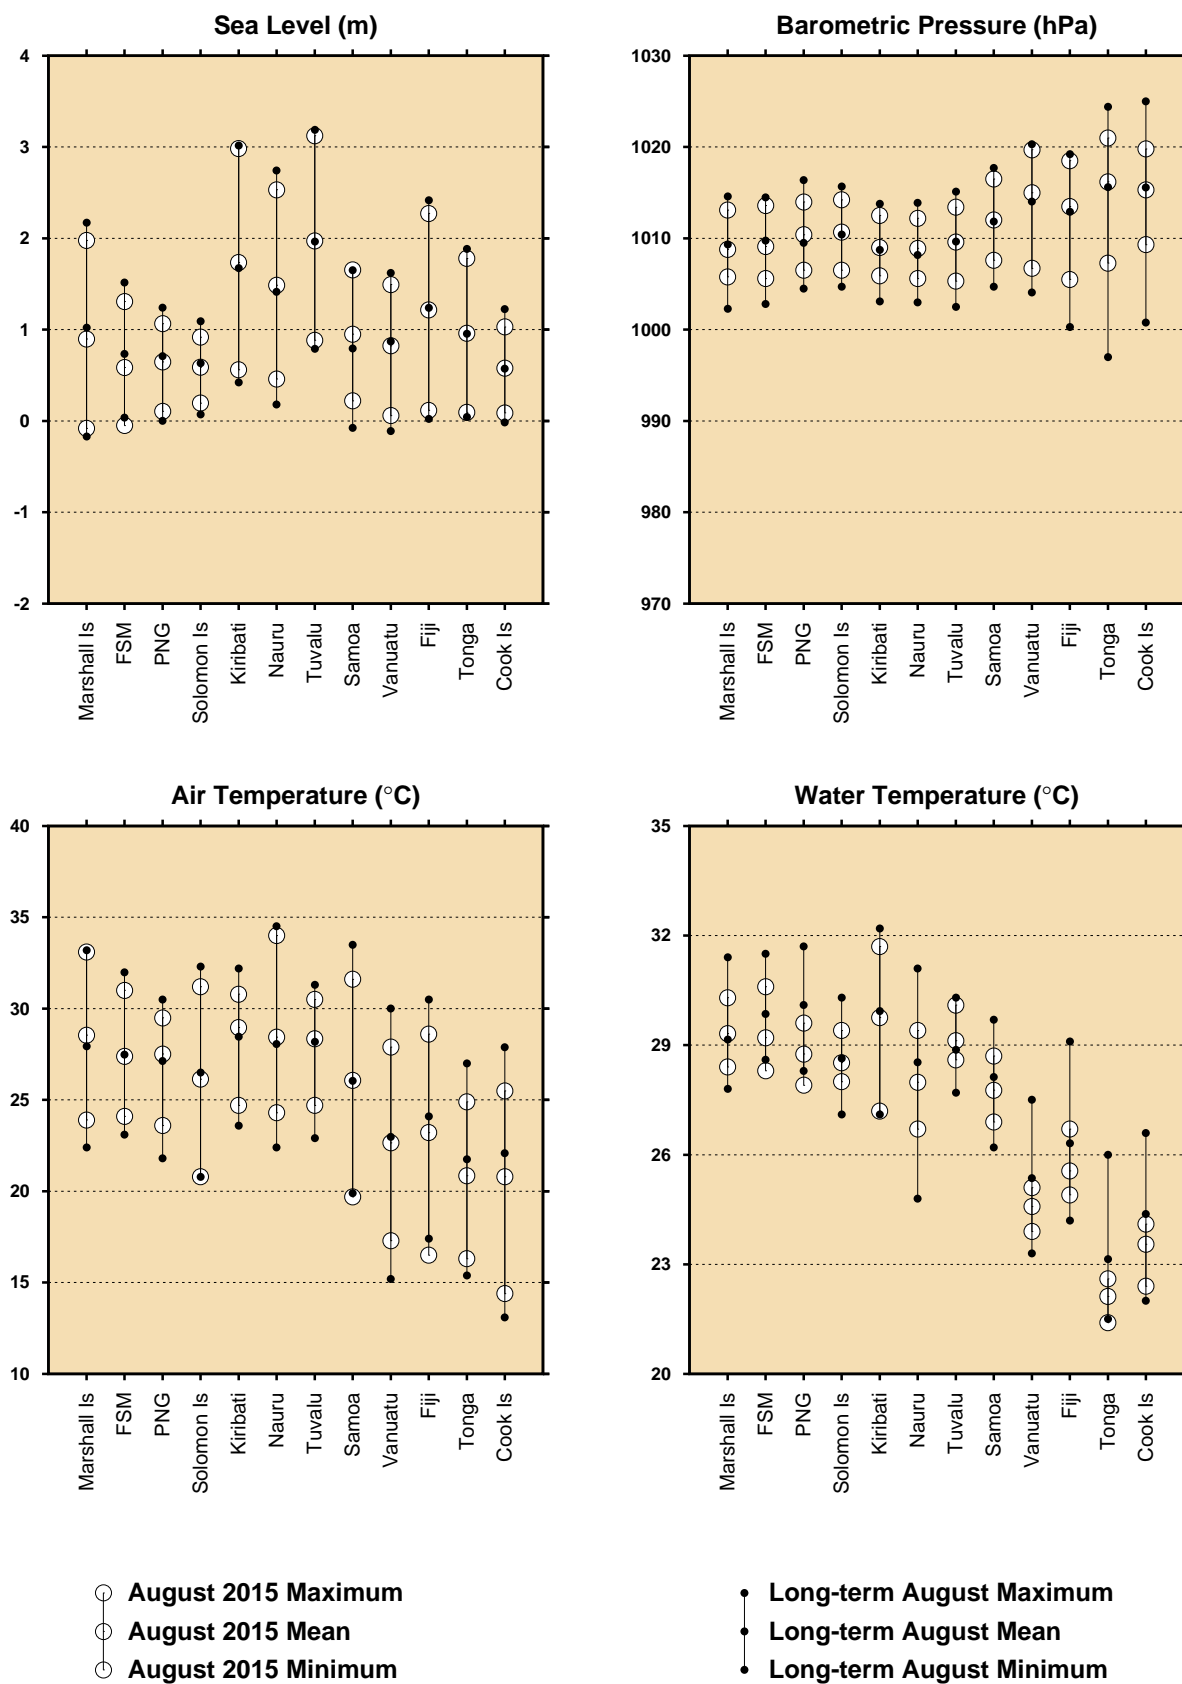 Sea Level (m)
4
3
2
1
0
-1
-2
Marshall Is
FSM
PNG
Solomon Is
Kiribati
Nauru
Tuvalu
Samoa
Vanuatu
Fiji
Tonga
Cook Is
Barometric Pressure (hPa)
1030
1020
1010
1000
990
980
970
Marshall Is
FSM
PNG
Solomon Is
Kiribati
Nauru
Tuvalu
Samoa
Vanuatu
Fiji
Tonga
Cook Is
Air Temperature (°C)
40
35
30
25
20
15
10
Marshall Is
FSM
PNG
Solomon Is
Kiribati
Nauru
Tuvalu
Samoa
Vanuatu
Fiji
Tonga
Cook Is
Water Temperature (°C)
35
32
29
26
23
20
Marshall Is
FSM
PNG
Solomon Is
Kiribati
Nauru
Tuvalu
Samoa
Vanuatu
Fiji
Tonga
Cook Is
August 2015 Maximum
August 2015 Mean
August 2015 Minimum
Long-term August Maximum
Long-term August Mean
Long-term August Minimum